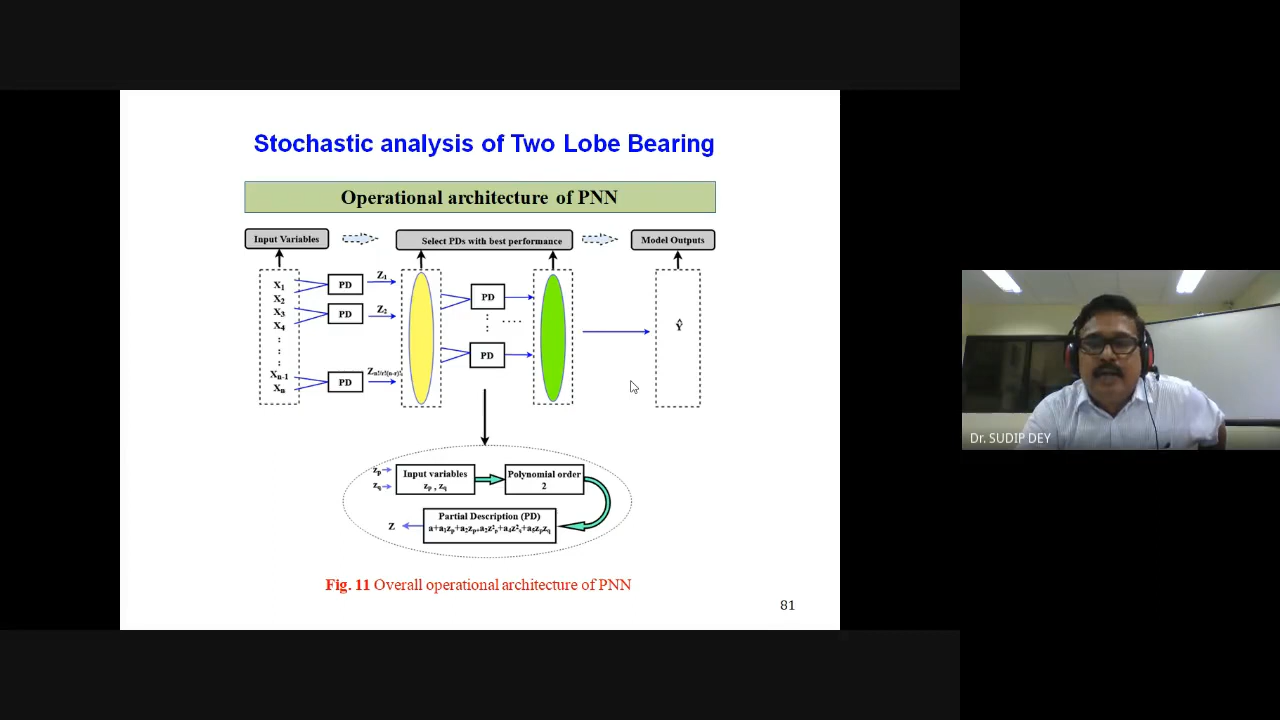 Stochastic analysis of Two Lobe Bearing
Operational architecture of PNN
Input Variables
Select PDs with best performance
Model Outputs
X1
X2
X3
X4
:
:
:
Xn-1
Xn
PD
PD
PD
Z1
Z2
Zn!/r!(n-r)!
PD
:
....
PD
Ŷ
zp
zq
Input variables
zp , zq
Polynomial order
2
Partial Description (PD)
a+a1zp+a2zp+a3z²p+a4z²q+a5zpzq
Z
Fig. 11 Overall operational architecture of PNN
81
Dr. SUDIP DEY